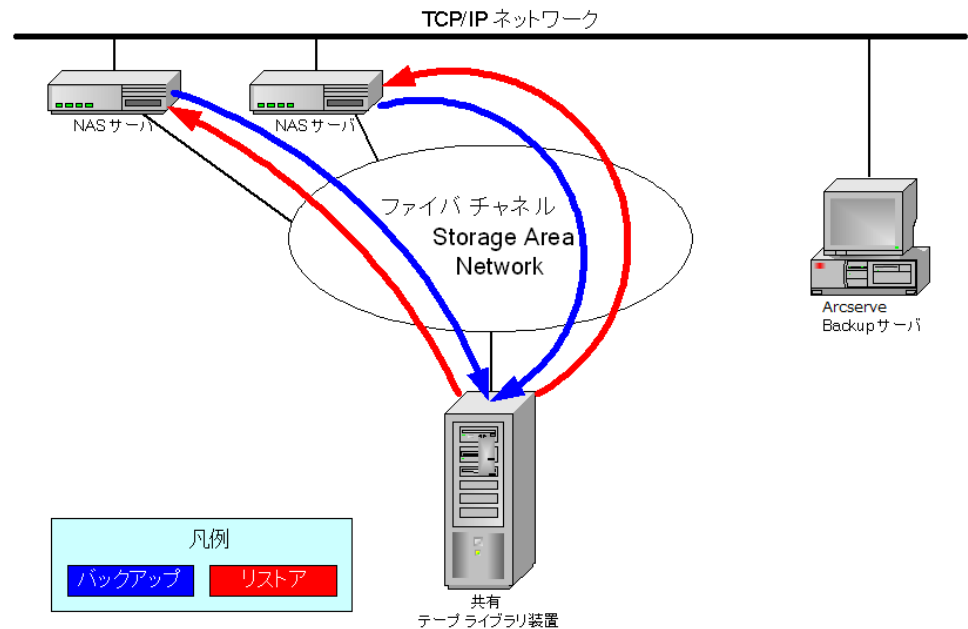 TCP/IP ネットワーク
NAS サーバ
NAS サーバ
ファイバ チャネル
Storage Area
Network
Arcserve
Backup サーバ
共有
テープ ライブラリ装置
凡例
バックアップ
リストア